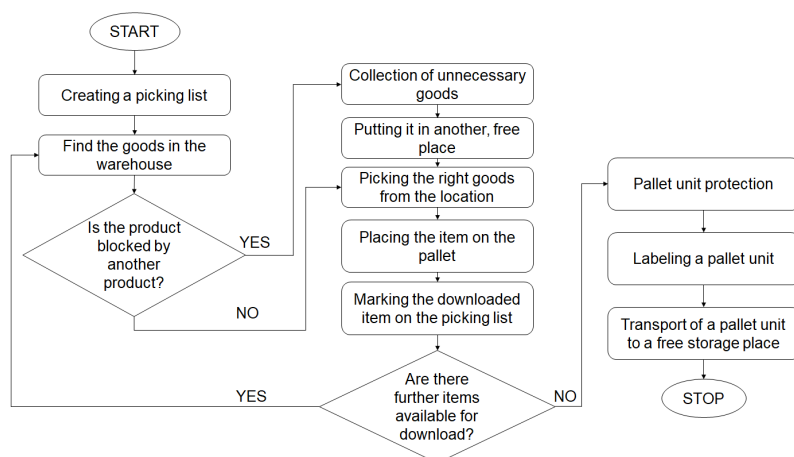 START
Creating a picking list
Find the goods in the
warehouse
Is the product
blocked by
another
product?
YES
NO
Collection of unnecessary
goods
Putting it in another, free
place
Picking the right goods
from the location
Placing the item on the
pallet
Marking the downloaded
item on the picking list
Are there
further items
available for
download?
YES
NO
Pallet unit protection
Labeling a pallet unit
Transport of a pallet unit
to a free storage place
STOP